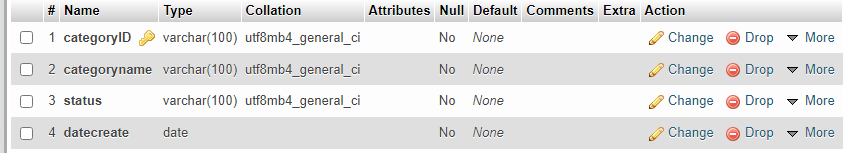 # Name Type Collation Attributes Null Default Comments Extra Action
1 categoryID varchar(100) utf8mb4_general_ci No None Change Drop More
2 categoryname varchar(100) utf8mb4_general_ci No None Change Drop More
3 status varchar(100) utf8mb4_general_ci No None Change Drop More
4 datecreate date No None Change Drop More